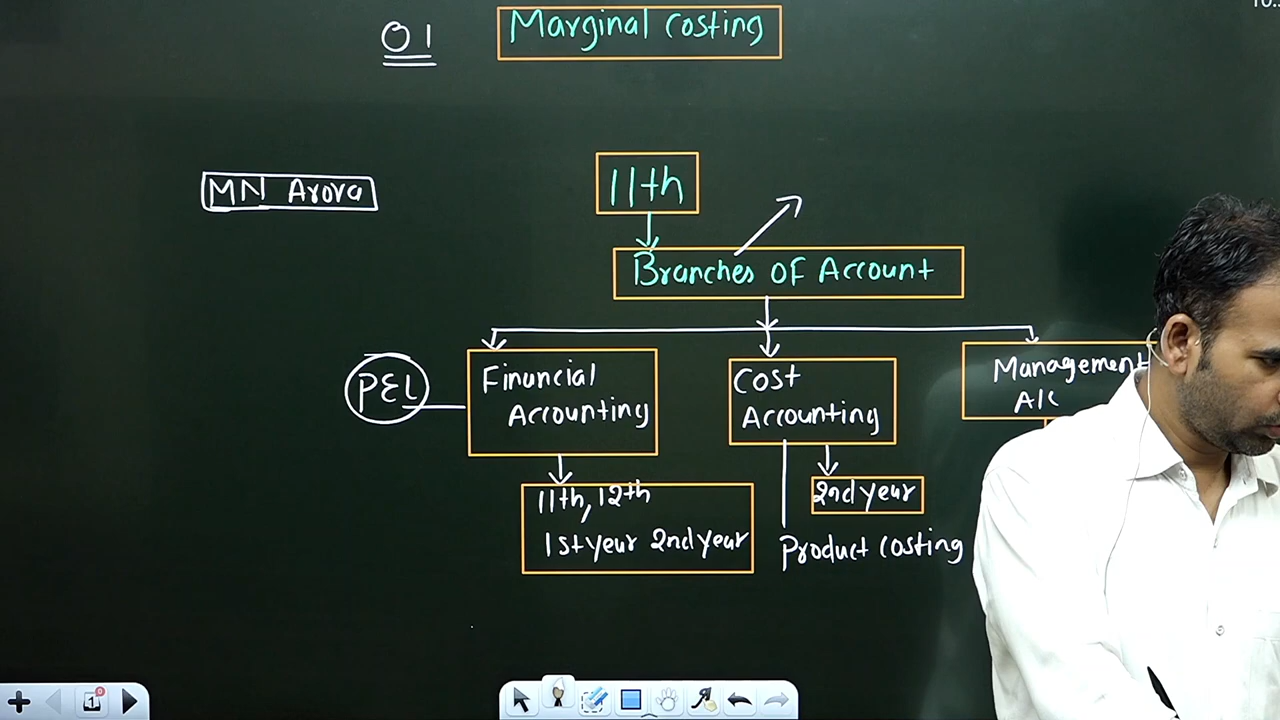 01
Marginal costing
MN Arora
11th
Branches of Account
PEL
Financial
Accounting
Cost
Accounting
Management
A/c
11th, 12th
1st year 2nd year
2nd year
Product costing
1